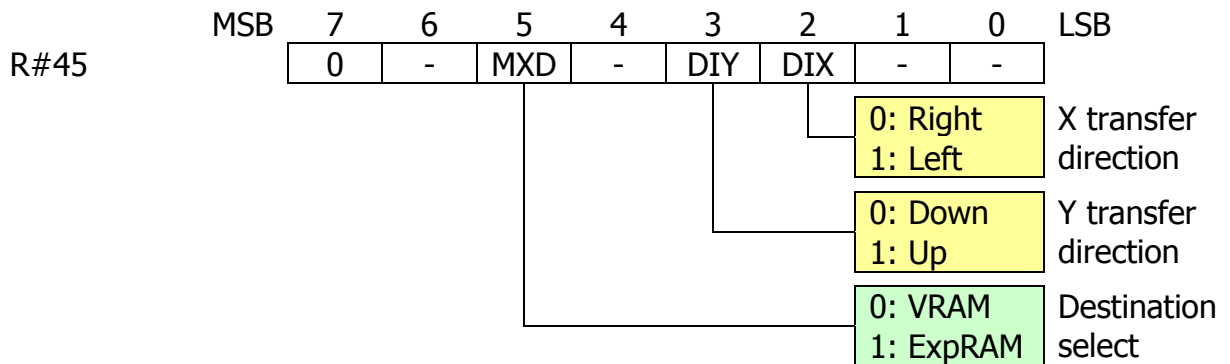 MSB 7 6 5 4 3 2 1 0 LSB
R#45 0 - MXD - DIY DIX - -
0: Right X transfer
1: Left direction
0: Down Y transfer
1: Up direction
0: VRAM Destination
1: ExpRAM select